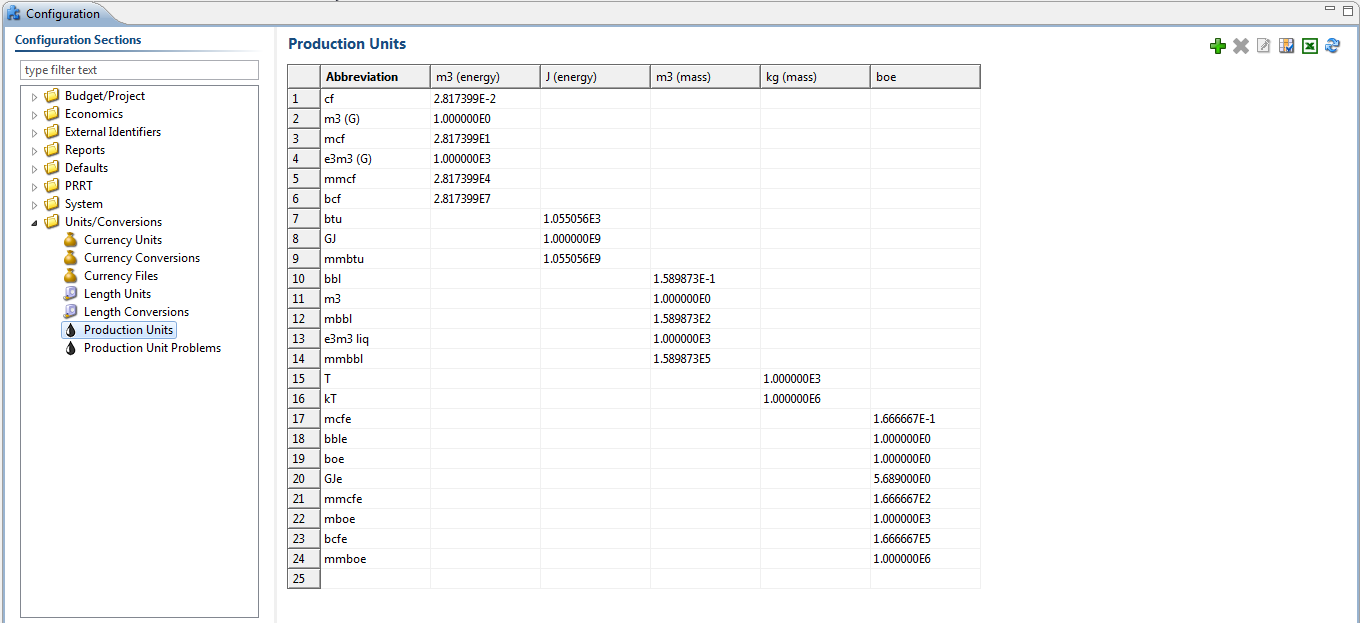 Configuration
Configuration Sections
type filter text
Budget/Project
Economics
External Identifiers
Reports
Defaults
PRRT
System
Units/Conversions
Currency Units
Currency Conversions
Currency Files
Length Units
Length Conversions
Production Units
Production Unit Problems
Production Units
Abbreviation m3 (energy) J (energy) m3 (mass) kg (mass) boe
1 cf 2.817399E-2
2 m3 (G) 1.000000E0
3 mcf 2.817399E1
4 e3m3 (G) 1.000000E3
5 mmcf 2.817399E4
6 bcf 2.817399E7
7 btu 1.055056E3
8 GJ 1.000000E9
9 mmbtu 1.055056E9
10 bbl 1.589873E-1
11 m3 1.000000E0
12 mbbl 1.589873E2
13 e3m3 liq 1.000000E3
14 mmbbl 1.589873E5
15 T 1.000000E3
16 kT 1.000000E6
17 mcfe 1.666667E-1
18 bble 1.000000E0
19 boe 1.000000E0
20 GJe 5.689000E0
21 mmcfe 1.666667E2
22 mboe 1.000000E3
23 bcfe 1.666667E5
24 mmboe 1.000000E6
25